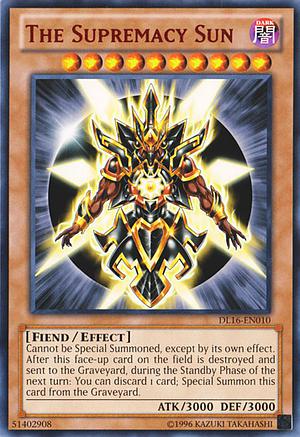 THE SUPREMACY SUN
DARK
闇
DL16-EN010
[FIEND / EFFECT]
Cannot be Special Summoned, except by its own effect.
After this face-up card on the field is destroyed and
sent to the Graveyard, during the Standby Phase of the
next turn: You can discard 1 card; Special Summon this
card from the Graveyard.
ATK/3000 DEF/3000
51402908
©1996 KAZUKI TAKAHASHI